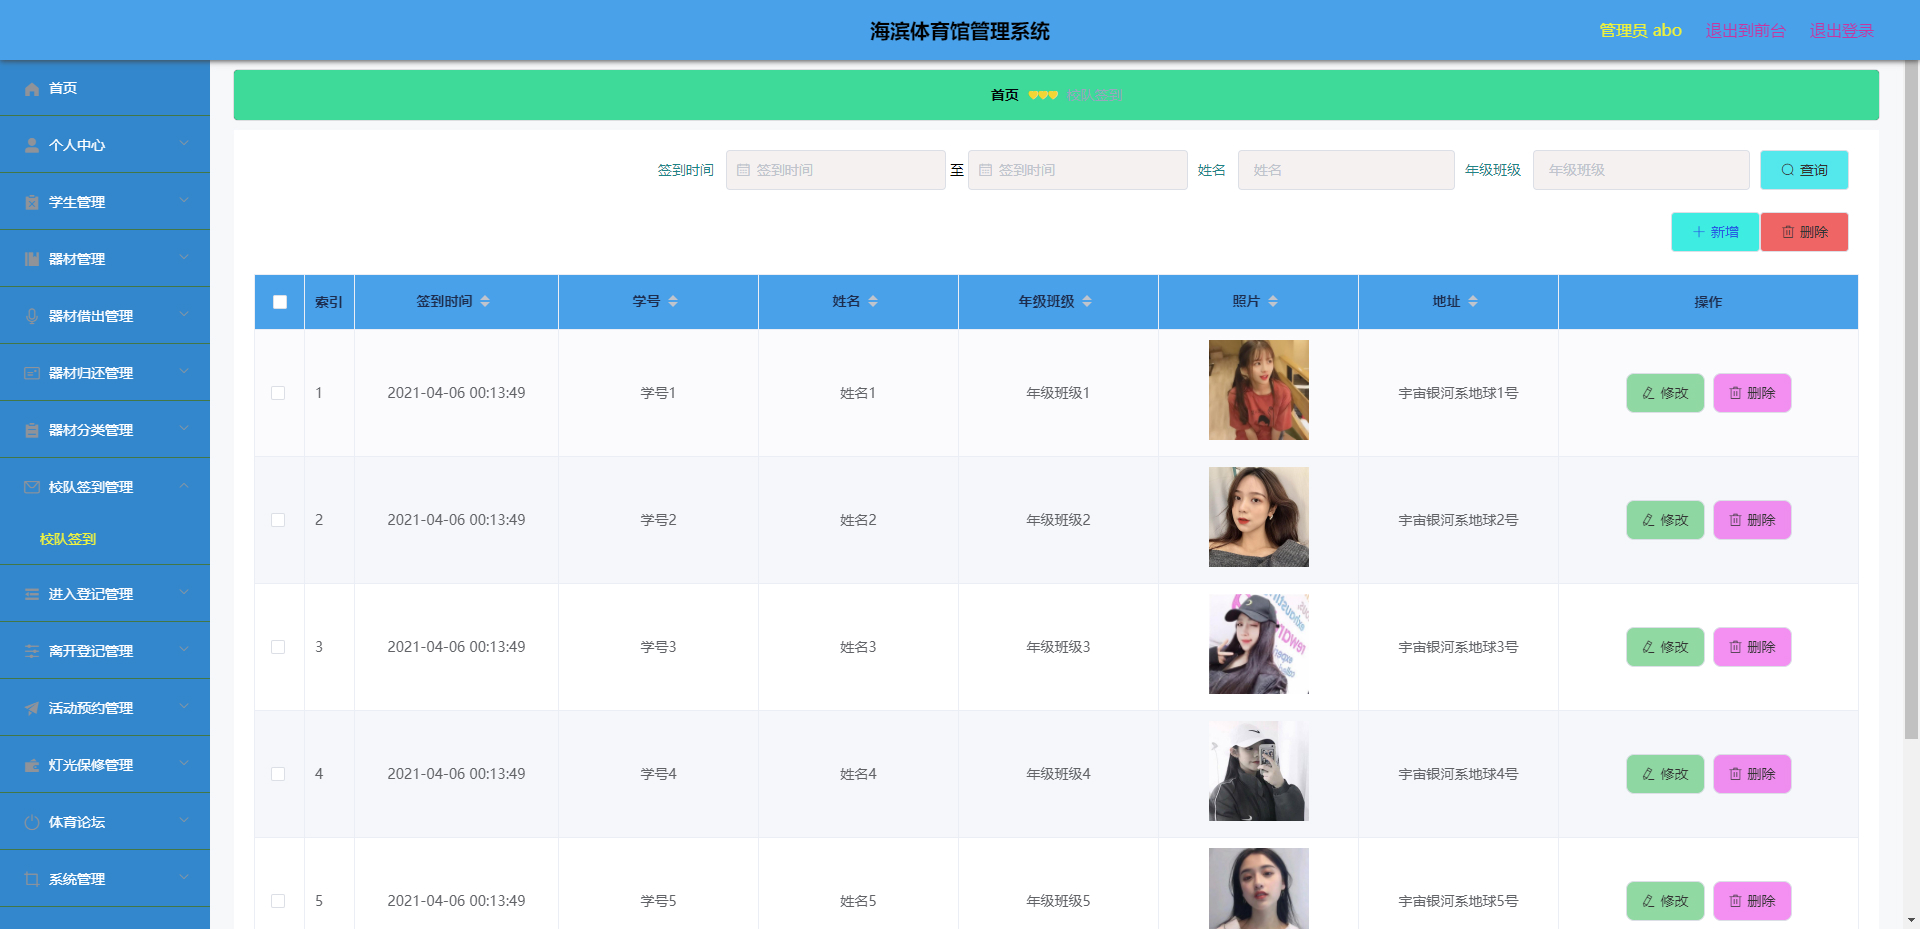 海滨体育馆管理系统
管理员 abo 退出到前台 退出登录
首页
个人中心
学生管理
器材管理
器材借出管理
器材归还管理
器材分类管理
校队签到管理
校队签到
进入登记管理
离开登记管理
活动预约管理
灯光保修管理
体育论坛
系统管理
首页 校队签到
签到时间 签到时间 至 签到时间 姓名 姓名 年级班级 年级班级 查询
新增 删除
索引 签到时间 学号 姓名 年级班级 照片 地址 操作
1 2021-04-06 00:13:49 学号1 姓名1 年级班级1 宇宙银河系地球1号 修改 删除
2 2021-04-06 00:13:49 学号2 姓名2 年级班级2 宇宙银河系地球2号 修改 删除
3 2021-04-06 00:13:49 学号3 姓名3 年级班级3 宇宙银河系地球3号 修改 删除
4 2021-04-06 00:13:49 学号4 姓名4 年级班级4 宇宙银河系地球4号 修改 删除
5 2021-04-06 00:13:49 学号5 姓名5 年级班级5 宇宙银河系地球5号 修改 删除